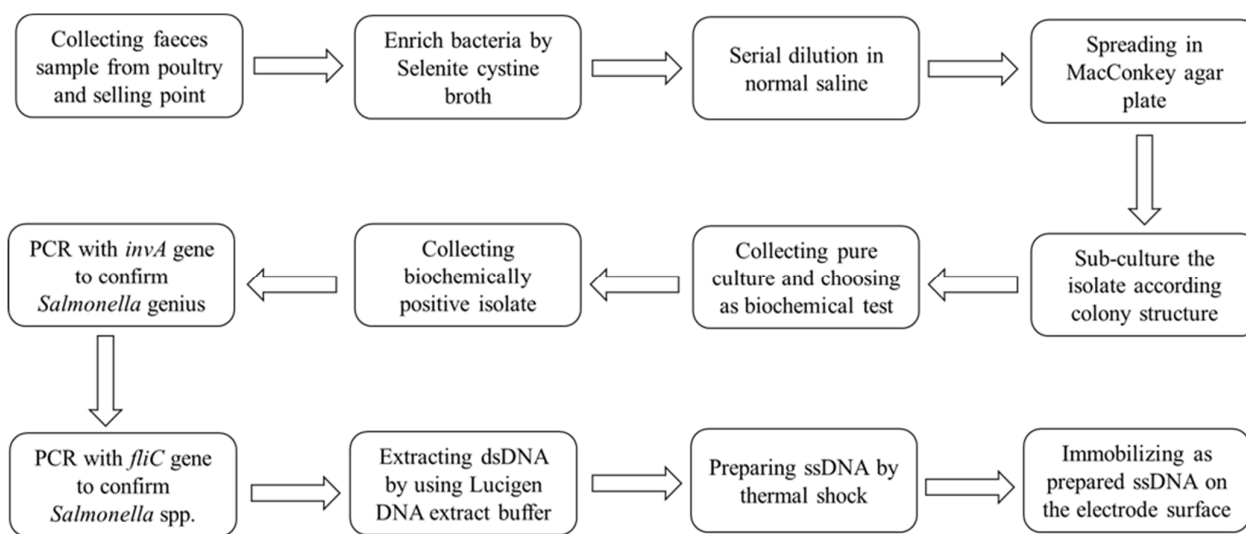 Collecting faeces
sample from poultry
and selling point
Enrich bacteria by
Selenite cystine
broth
Serial dilution in
normal saline
Spreading in
MacConkey agar
plate
Sub-culture the
isolate according
colony structure
Collecting pure
culture and choosing
as biochemical test
Collecting
biochemically
positive isolate
PCR with invA gene
to confirm
Salmonella genius
PCR with fliC gene
to confirm
Salmonella spp.
Extracting dsDNA
by using Lucigen
DNA extract buffer
Preparing ssDNA by
thermal shock
Immobilizing as
prepared ssDNA on
the electrode surface